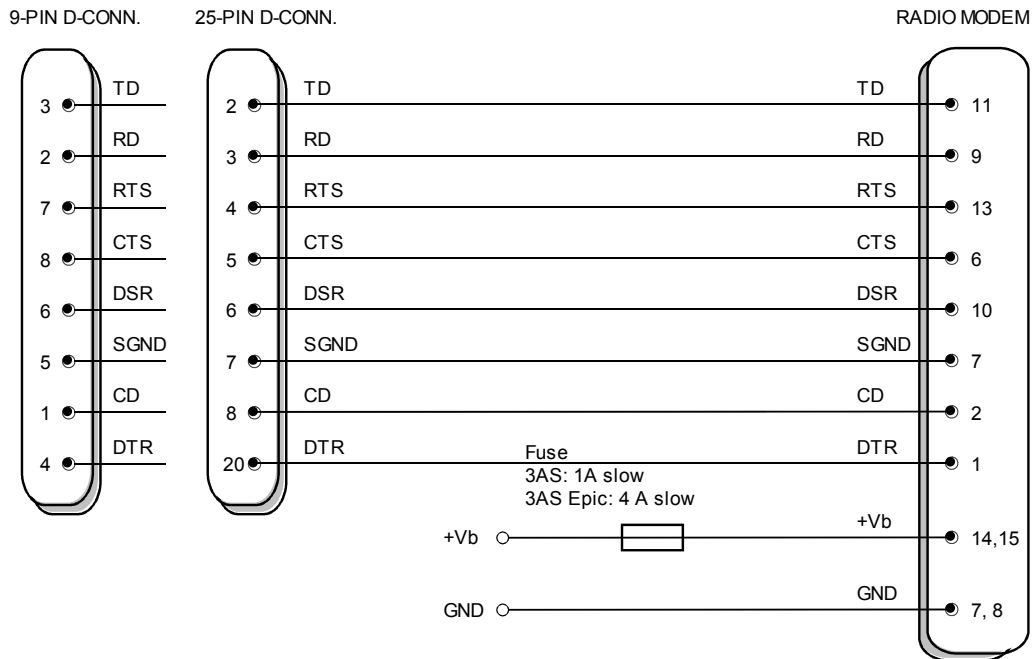 9-PIN D-CONN. 25-PIN D-CONN. RADIO MODEM
3 TD 2 TD TD 11
2 RD 3 RD RD 9
7 RTS 4 RTS RTS 13
8 CTS 5 CTS CTS 6
6 DSR 6 DSR DSR 10
5 SGND 7 SGND SGND 7
1 CD 8 CD CD 2
4 DTR 20 DTR DTR 1
Fuse
3AS: 1A slow
3AS Epic: 4 A slow
+Vb +Vb 14,15
GND GND 7, 8